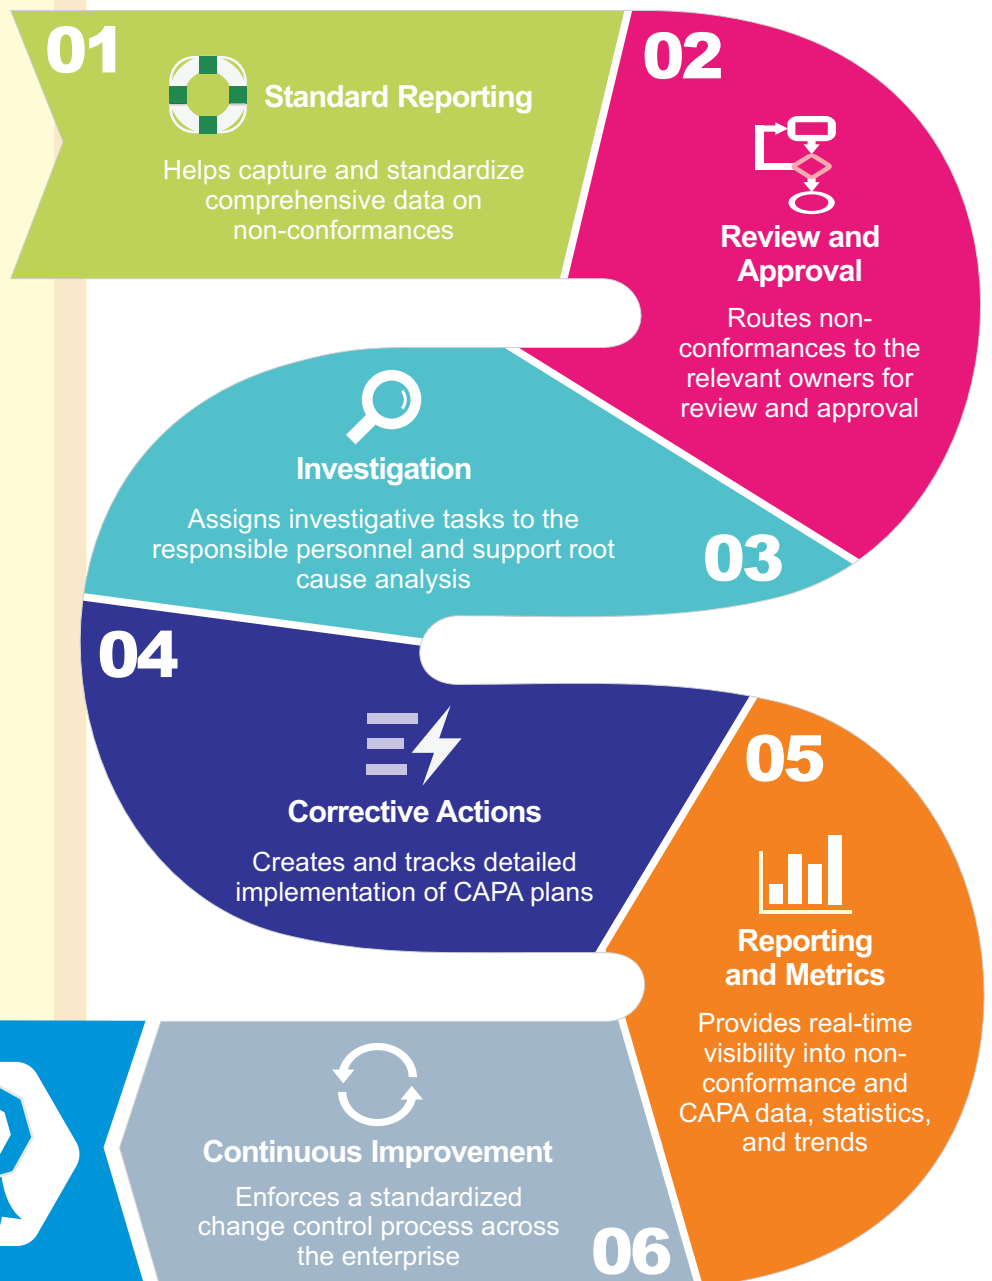 01
Standard Reporting
Helps capture and standardize
comprehensive data on
non-conformances
02
Review and
Approval
Routes non-
conformances to the
relevant owners for
review and approval
Investigation
Assigns investigative tasks to the
responsible personnel and support root
cause analysis
03
04
Corrective Actions
Creates and tracks detailed
implementation of CAPA plans
05
Reporting
and Metrics
Provides real-time
visibility into non-
conformance and
CAPA data, statistics,
and trends
Continuous Improvement
Enforces a standardized
change control process across
the enterprise
06